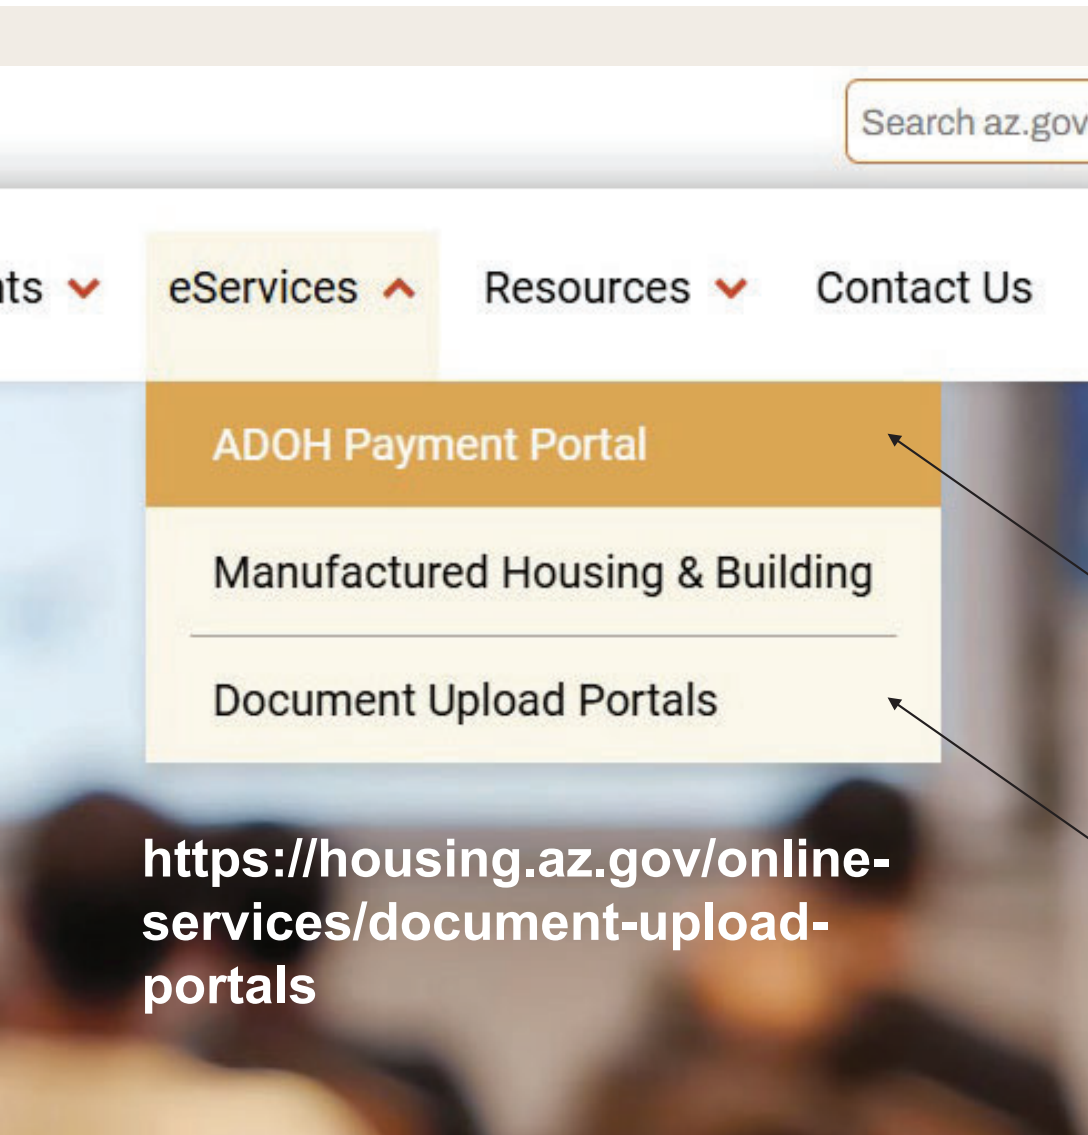 Search az.gov
eServices
Resources
Contact Us
ADOH Payment Portal
Manufactured Housing & Building
Document Upload Portals
https://housing.az.gov/online-
services/document-upload-
portals